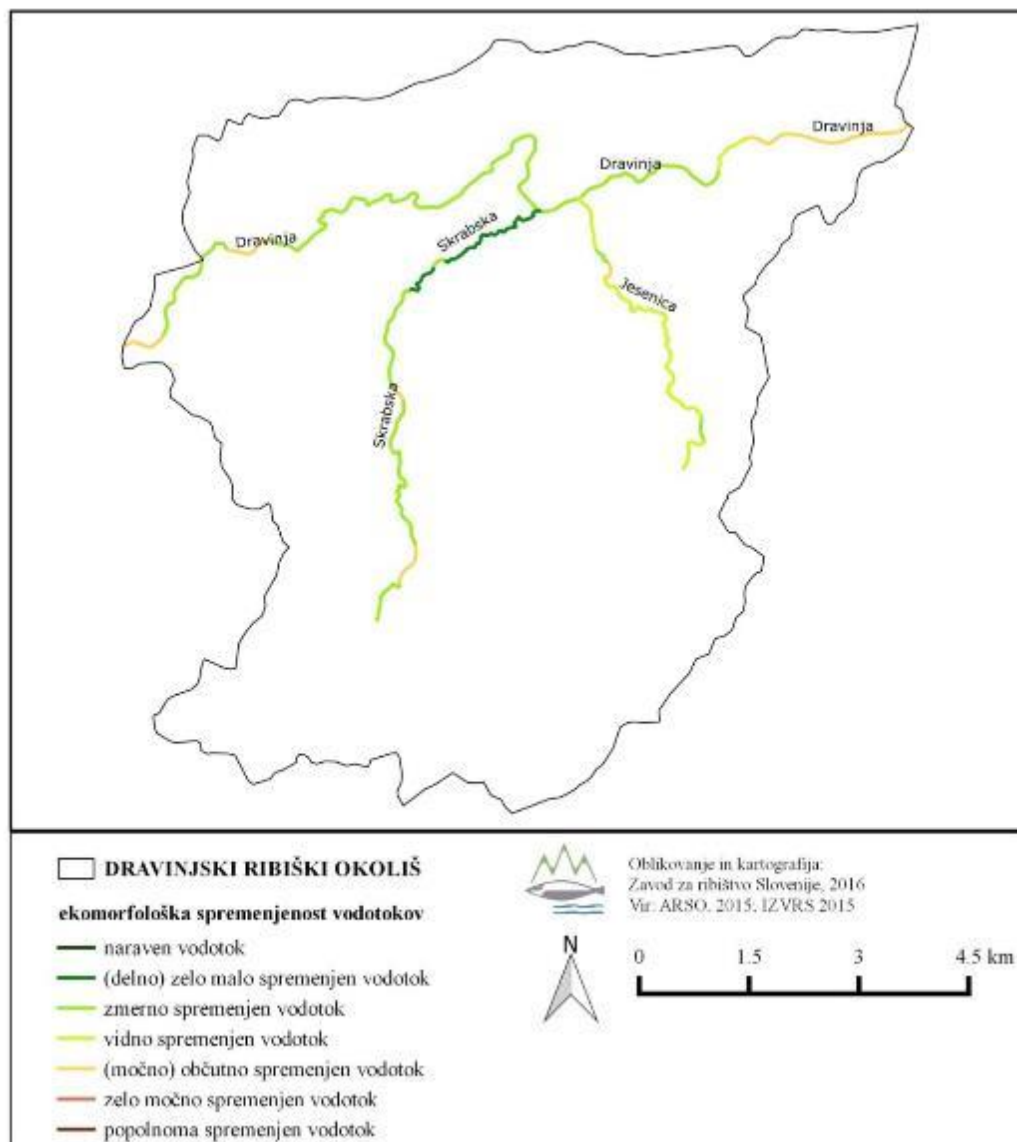 Dravinja
Dravinja
Skrabska
Dravinja
Jesenica
Skrabska
DRAVINJSKI RIBIŠKI OKOLIŠ
ekomorfološka spremenjenost vodotokov
naraven vodotok
(delno) zelo malo spremenjen vodotok
zmerno spremenjen vodotok
vidno spremenjen vodotok
(močno) občutno spremenjen vodotok
zelo močno spremenjen vodotok
popolnoma spremenjen vodotok
Oblikovanje in kartografija:
Zavod za ribištvo Slovenije, 2016
Vir: ARSO, 2015; IZVRS 2015
N
0 1.5 3 4.5 km